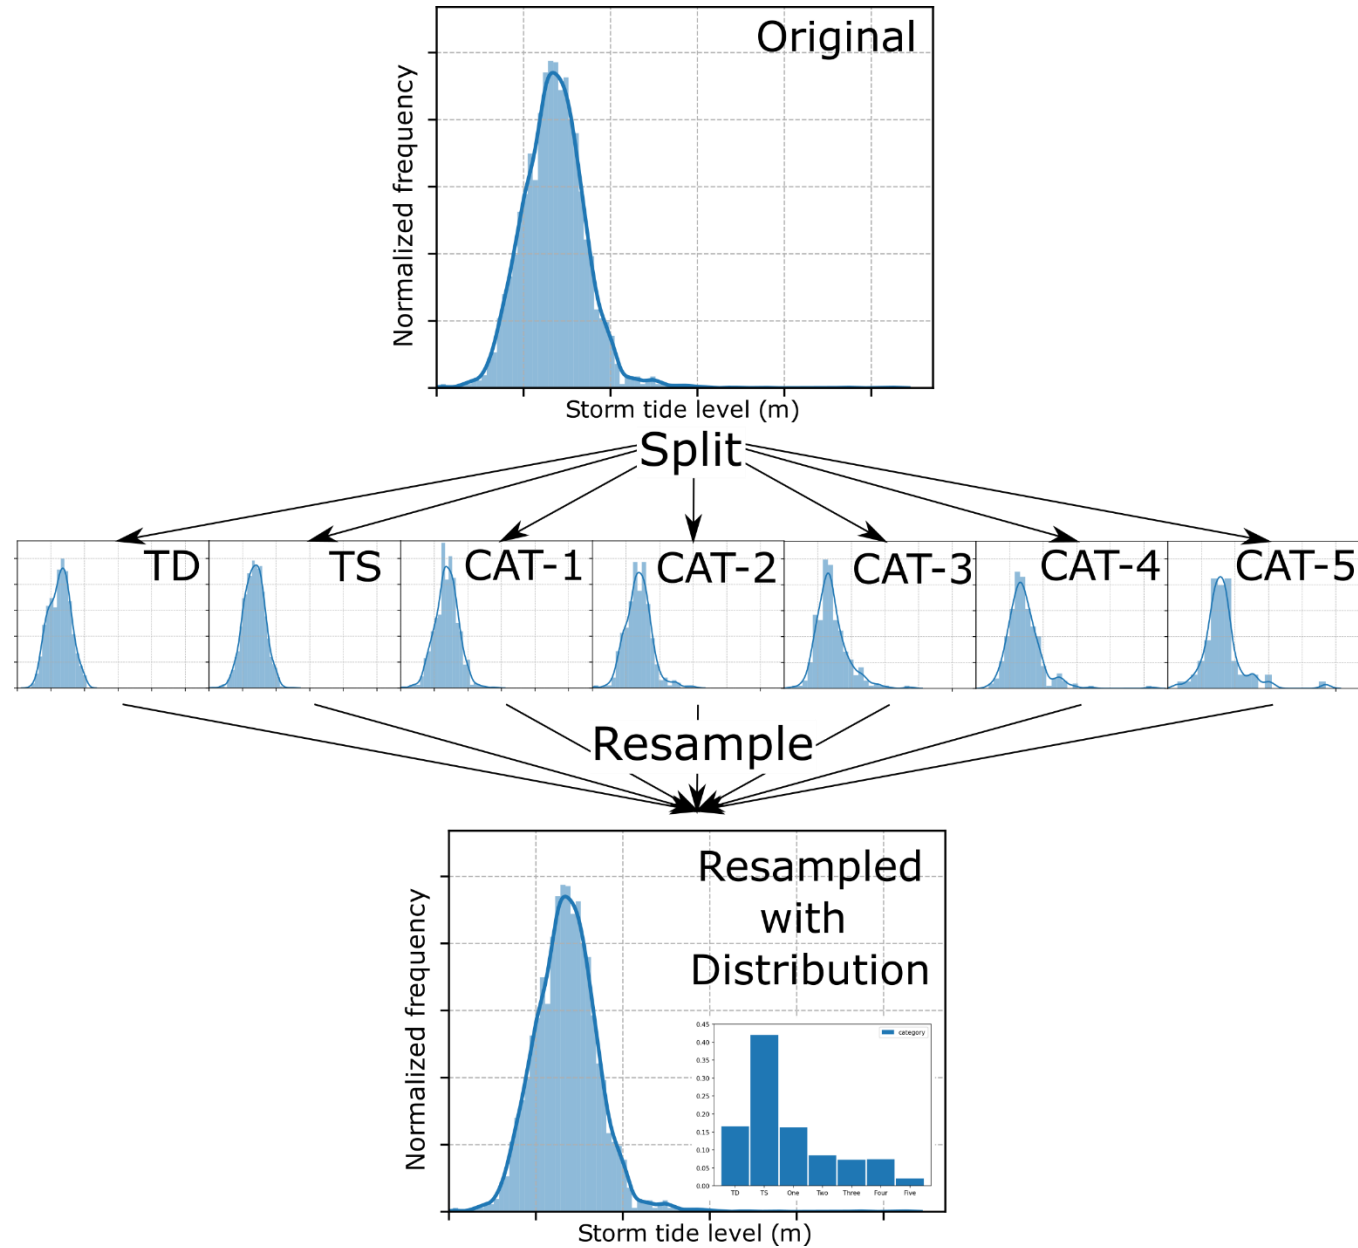 Original
Normalized frequency
Storm tide level (m)
Split
TD
TS
CAT-1
CAT-2
CAT-3
CAT-4
CAT-5
Resample
Resampled
with
Distribution
Normalized frequency
0.45
0.40
0.35
0.30
0.25
0.20
0.15
0.10
0.05
0.00
category
TD TS One Two Three Four Five
Storm tide level (m)